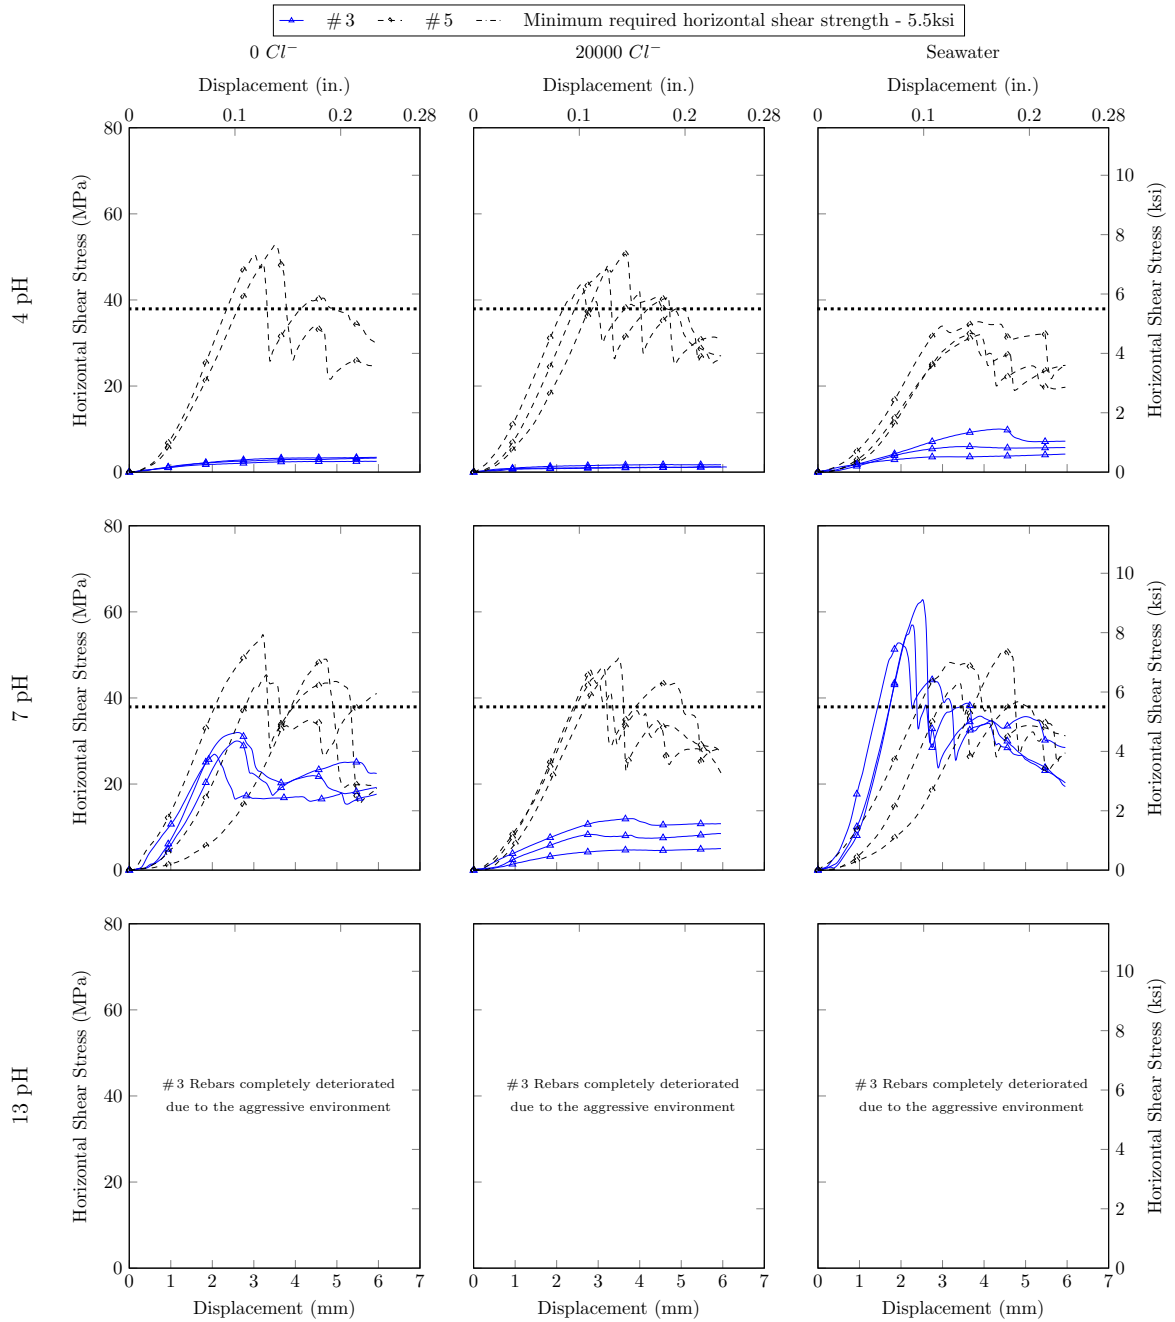 #3 #5 Minimum required horizontal shear strength - 5.5ksi
0 Cl⁻ 20000 Cl⁻ Seawater
Displacement (in.) Displacement (in.) Displacement (in.)
0 0.1 0.2 0.28 0 0.1 0.2 0.28 0 0.1 0.2 0.28
4 pH
Horizontal Shear Stress (MPa)
80
60
40
20
0
10
8
6
4
2
0
Horizontal Shear Stress (ksi)
7 pH
Horizontal Shear Stress (MPa)
80
60
40
20
0
10
8
6
4
2
0
Horizontal Shear Stress (ksi)
13 pH
Horizontal Shear Stress (MPa)
80
60
40
20
0
#3 Rebars completely deteriorated
due to the aggressive environment
#3 Rebars completely deteriorated
due to the aggressive environment
#3 Rebars completely deteriorated
due to the aggressive environment
10
8
6
4
2
0
Horizontal Shear Stress (ksi)
0 1 2 3 4 5 6 7 0 1 2 3 4 5 6 7 0 1 2 3 4 5 6 7
Displacement (mm) Displacement (mm) Displacement (mm)